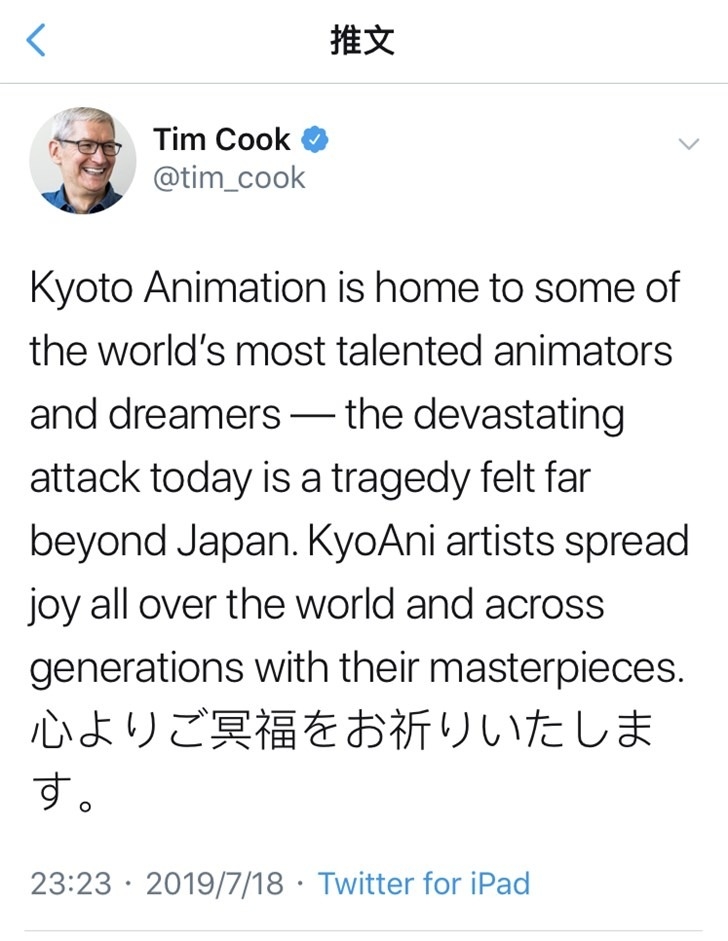 推文
Tim Cook
@tim_cook
Kyoto Animation is home to some of
the world's most talented animators
and dreamers — the devastating
attack today is a tragedy felt far
beyond Japan. KyoAni artists spread
joy all over the world and across
generations with their masterpieces.
心よりご冥福をお祈りいたしま
す。
23:23 · 2019/7/18 · Twitter for iPad